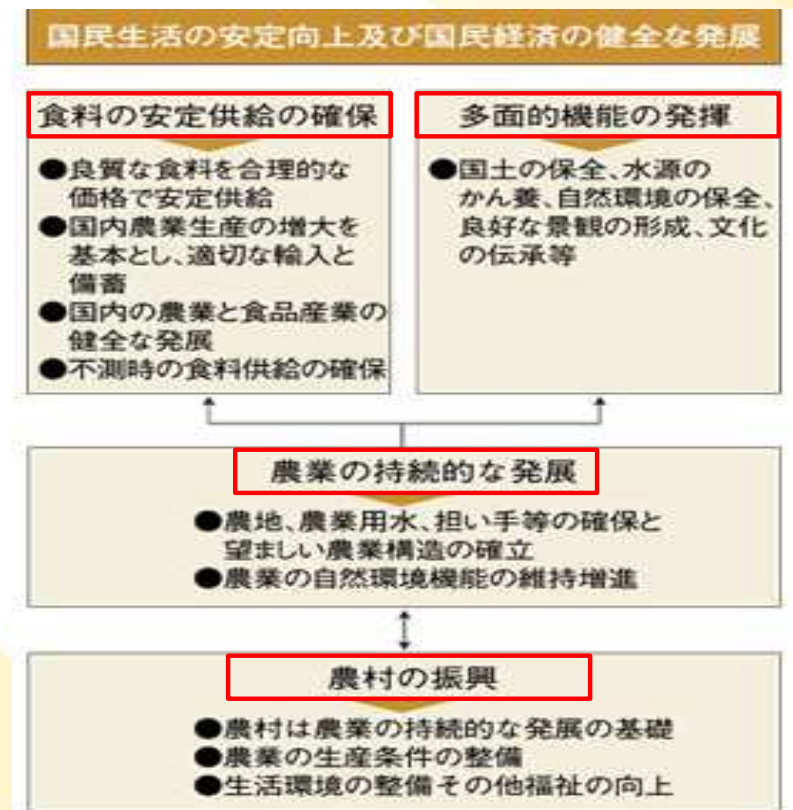 国民生活の安定向上及び国民経済の健全な発展
食料の安定供給の確保
●良質な食料を合理的な
価格で安定供給
●国内農業生産の増大を
基本とし、適切な輸入と
備蓄
●国内の農業と食品産業の
健全な発展
●不測時の食料供給の確保
多面的機能の発揮
●国土の保全、水源の
かん養、自然環境の保全、
良好な景観の形成、文化
の伝承等
農業の持続的な発展
●農地、農業用水、担い手等の確保と
望ましい農業構造の確立
●農業の自然環境機能の維持増進
農村の振興
●農村は農業の持続的な発展の基礎
●農業の生産条件の整備
●生活環境の整備その他福祉の向上